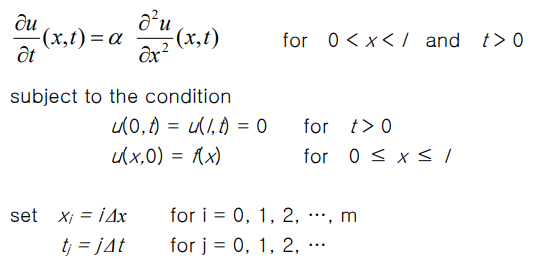 ∂u/∂t (x,t) = α ∂²u/∂x² (x,t) for 0 < x < l and t > 0
subject to the condition
u(0,t) = u(l,t) = 0 for t > 0
u(x,0) = f(x) for 0 ≤ x ≤ l
set xᵢ = iΔx for i = 0, 1, 2, ⋯, m
tⱼ = jΔt for j = 0, 1, 2, ⋯